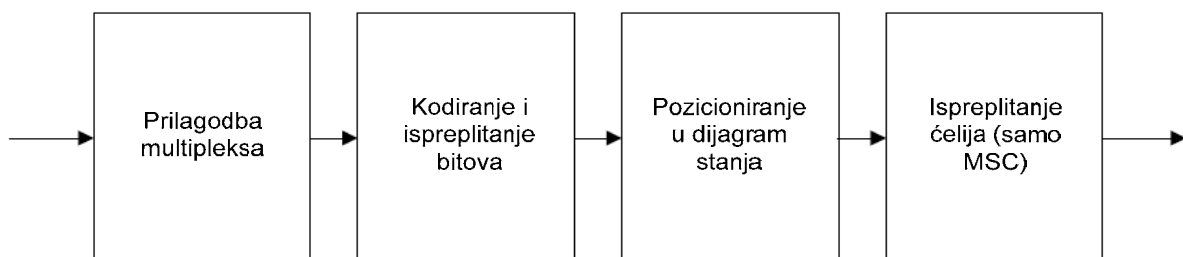 Prilagodba
multipleksa
Kodiranje i
ispreplitanje
bitova
Pozicioniranje
u dijagram
stanja
Ispreplitanje
ćelija (samo
MSC)